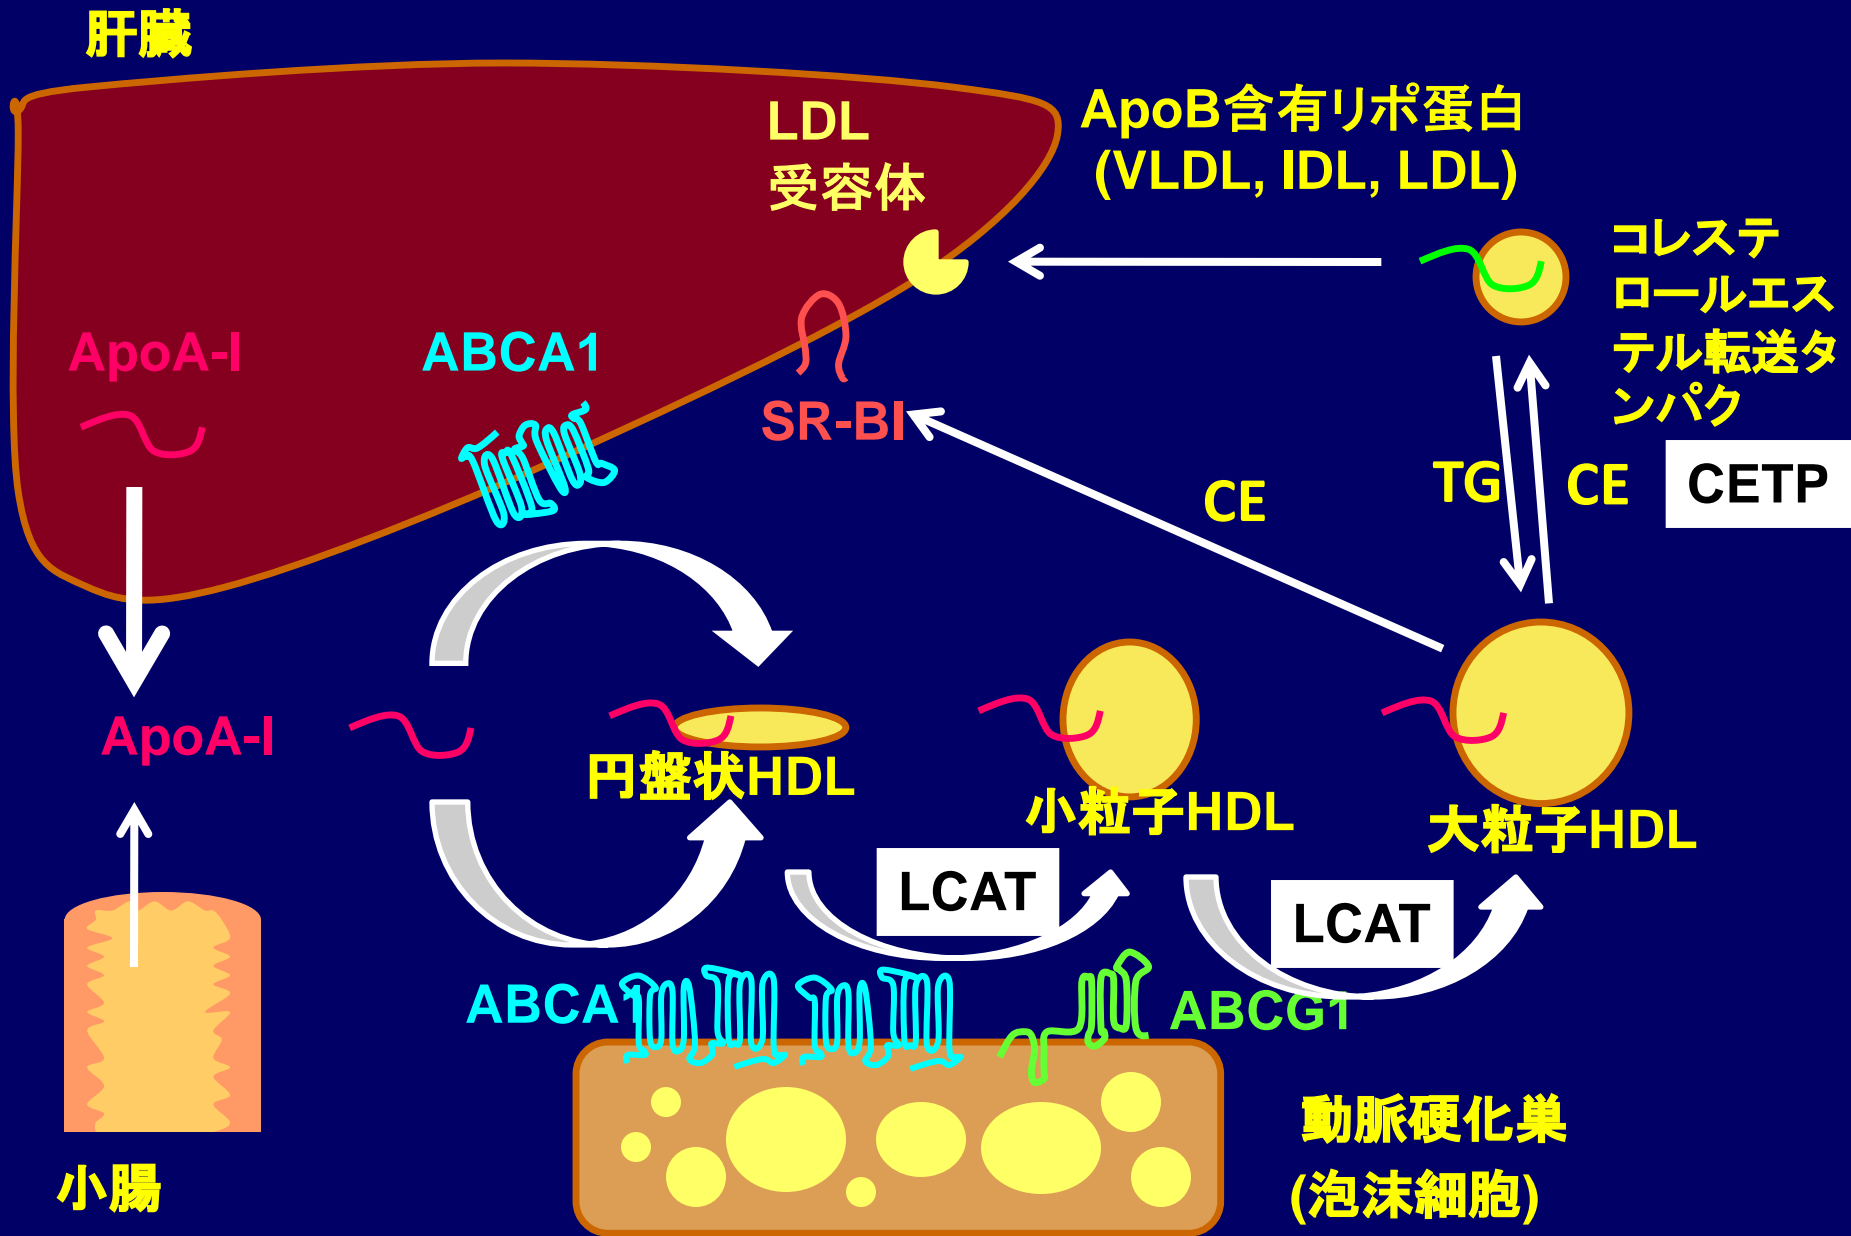 肝臓
LDL
受容体
ApoB含有リポ蛋白
(VLDL, IDL, LDL)
コレステ
ロールエス
テル転送タ
ンパク
ApoA-I
ABCA1
SR-BI
CE
TG
CE
CETP
ApoA-I
円盤状HDL
小粒子HDL
大粒子HDL
LCAT
LCAT
ABCA1
ABCG1
動脈硬化巣
(泡沫細胞)
小腸